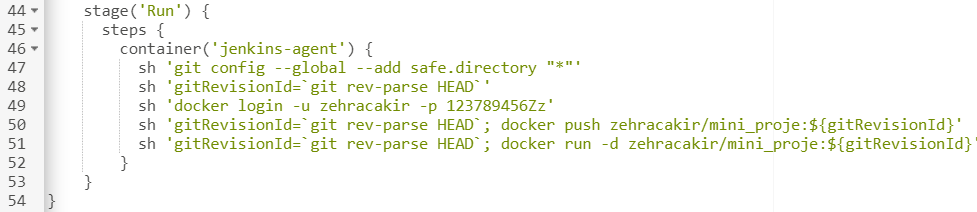 44 stage('Run') {
45 steps {
46 container('jenkins-agent') {
47 sh 'git config --global --add safe.directory "*"'
48 sh 'gitRevisionId=`git rev-parse HEAD`'
49 sh 'docker login -u zehracakir -p 123789456Zz'
50 sh 'gitRevisionId=`git rev-parse HEAD`; docker push zehracakir/mini_proje:${gitRevisionId}'
51 sh 'gitRevisionId=`git rev-parse HEAD`; docker run -d zehracakir/mini_proje:${gitRevisionId}'
52 }
53 }
54 }